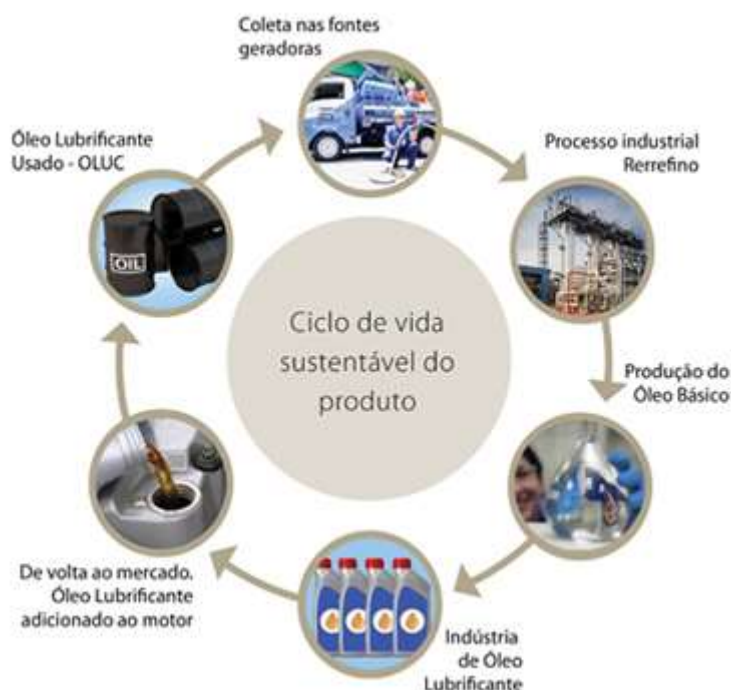 Coleta nas fontes
geradoras
Óleo Lubrificante
Usado - OLUC
Processo industrial
Rerrefino
OIL
Ciclo de vida
sustentável do
produto
Produção do
Óleo Básico
De volta ao mercado.
Óleo Lubrificante
adicionado ao motor
Indústria
de Óleo
Lubrificante